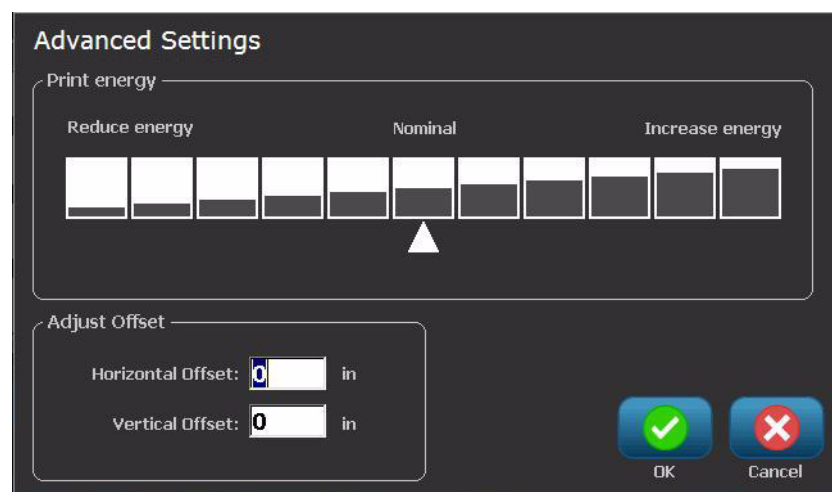 Advanced Settings
Print energy
Reduce energy Nominal Increase energy
Adjust Offset
Horizontal Offset: 0 in
Vertical Offset: 0 in
OK Cancel